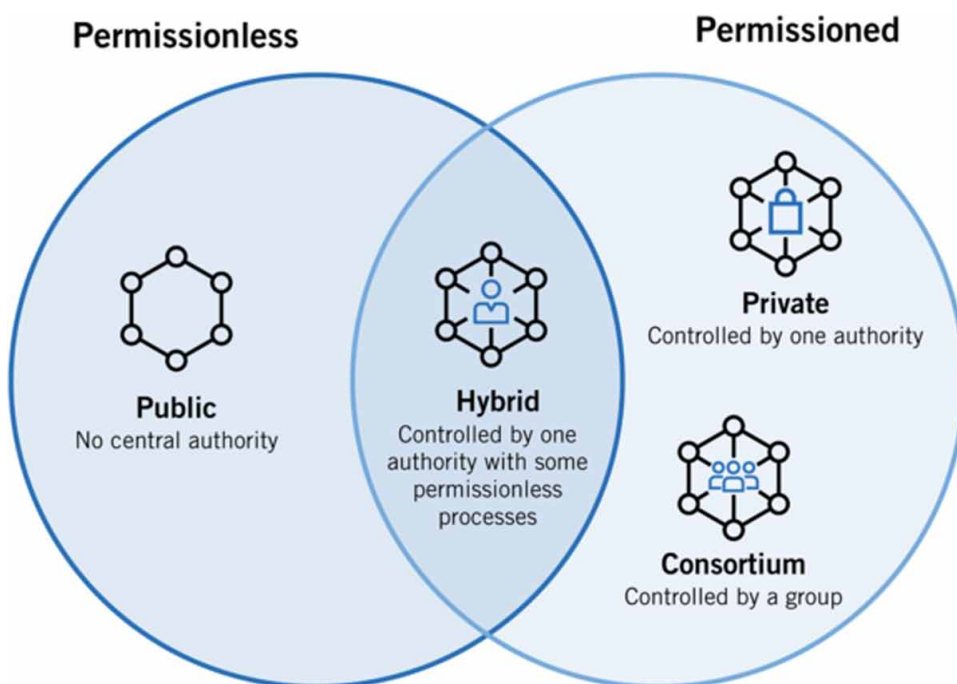 Permissionless
Permissioned
Public
No central authority
Hybrid
Controlled by one
authority with some
permissionless
processes
Private
Controlled by one authority
Consortium
Controlled by a group